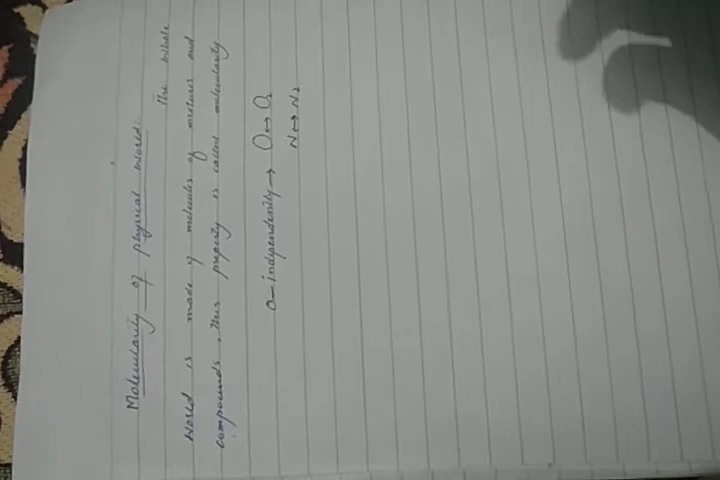 Molecularity of physical world:
The whole
world is made of molecules of mixtures and
compounds. This property is called molecularity
O-independenity → O ↔ O₂
N ↔ N₂